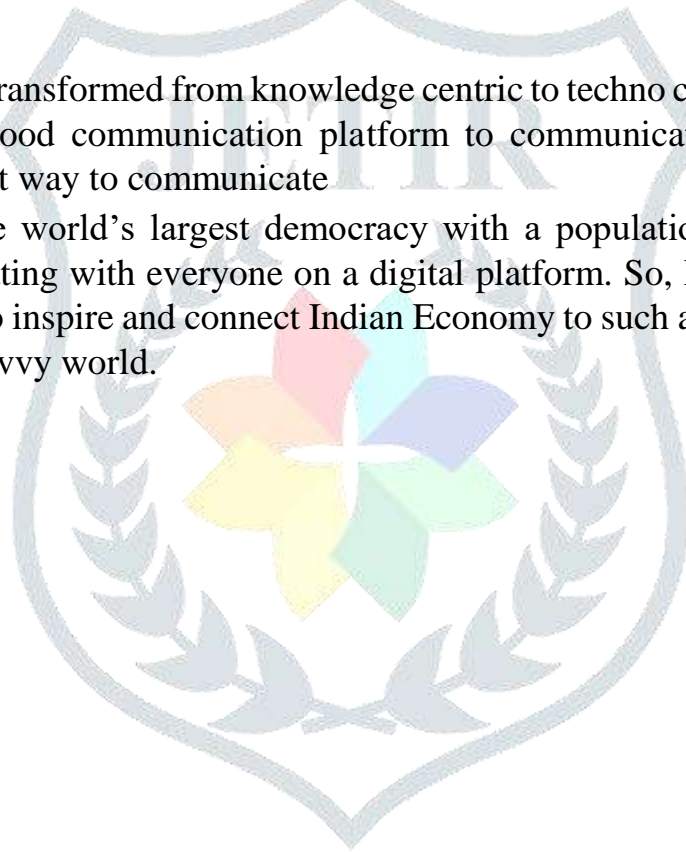 ransformed from knowledge centric to techno c
ood communication platform to communica
t way to communicate
e world’s largest democracy with a populatio
ting with everyone on a digital platform. So,
o inspire and connect Indian Economy to such a
vvy world.
JETIR